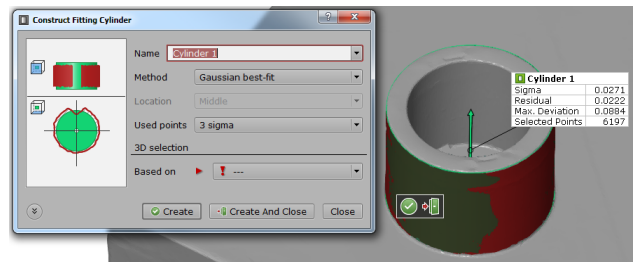 Construct Fitting Cylinder
Name Cylinder 1
Method Gaussian best-fit
Location Middle
Used points 3 sigma
3D selection
Based on ---
Create Create And Close Close
Cylinder 1
Sigma 0.0271
Residual 0.0222
Max. Deviation 0.0884
Selected Points 6197